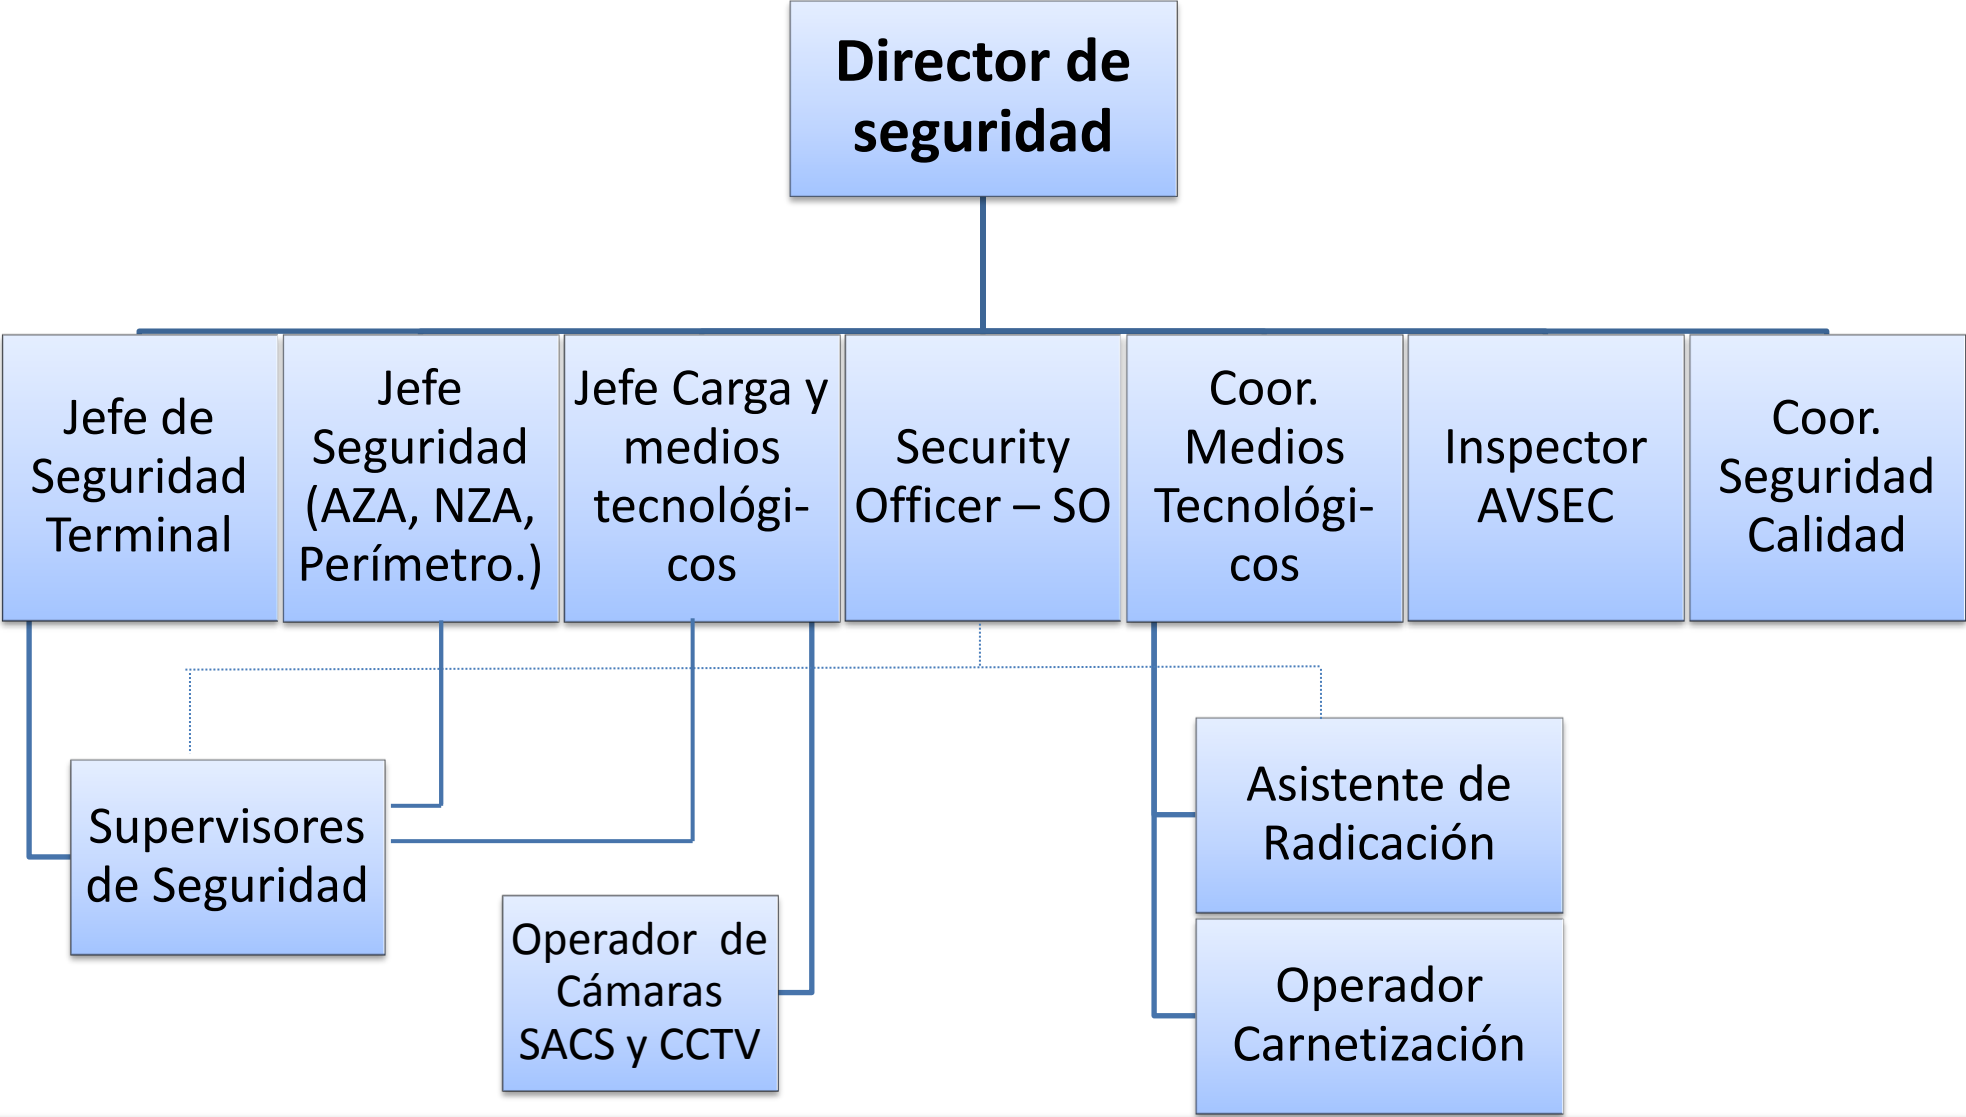 Director de
seguridad
Jefe de
Seguridad
Terminal
Jefe
Seguridad
(AZA, NZA,
Perímetro.)
Jefe Carga y
medios
tecnológi-
cos
Security
Officer – SO
Coor.
Medios
Tecnológi-
cos
Inspector
AVSEC
Coor.
Seguridad
Calidad
Supervisores
de Seguridad
Operador de
Cámaras
SACS y CCTV
Asistente de
Radicación
Operador
Carnetización